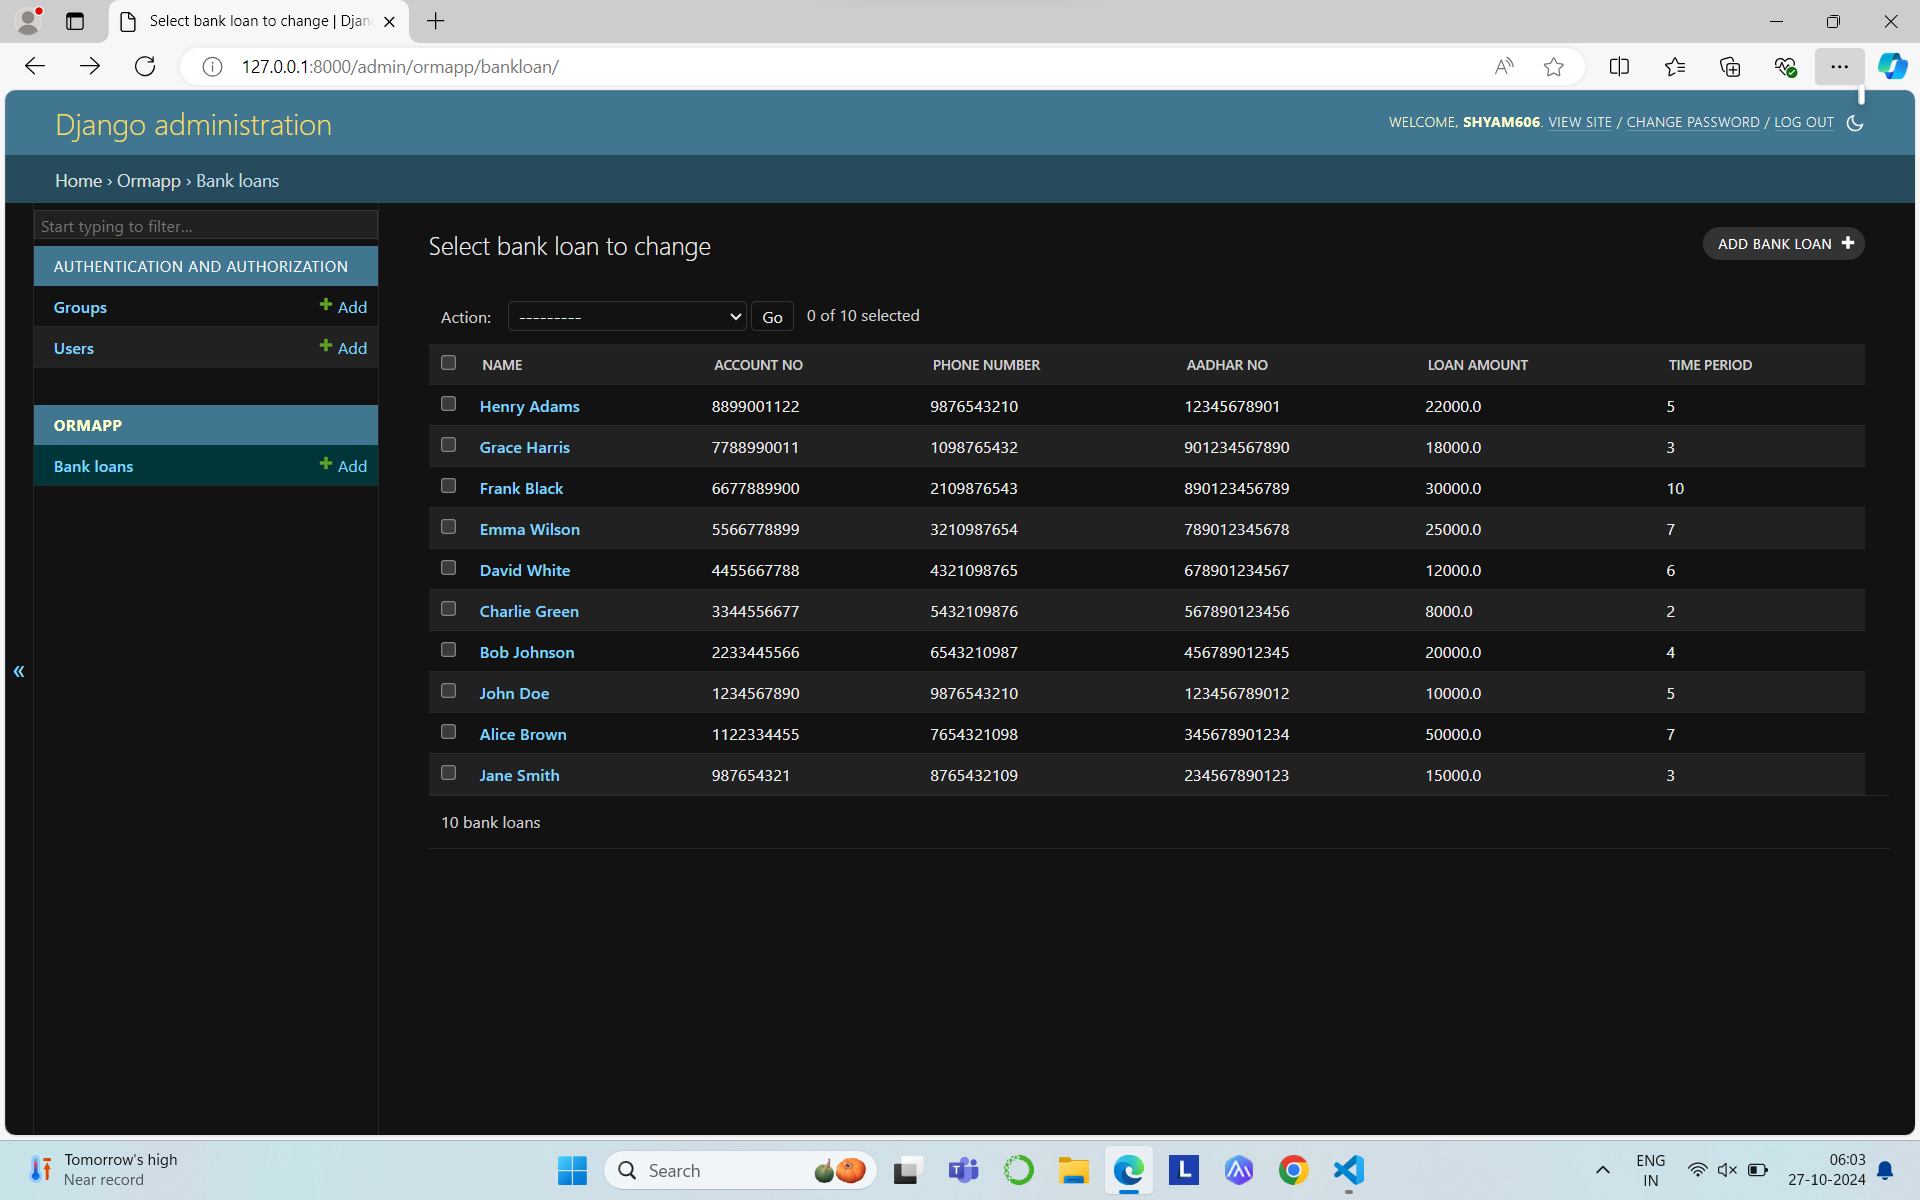 Select bank loan to change | Djan
127.0.0.1:8000/admin/ormapp/bankloan/
Django administration
WELCOME, SHYAM606. VIEW SITE / CHANGE PASSWORD / LOG OUT
Home › Ormapp › Bank loans
Start typing to filter...
AUTHENTICATION AND AUTHORIZATION
Groups + Add
Users + Add
ORMAPP
Bank loans + Add
«
Select bank loan to change
ADD BANK LOAN +
Action: --------- Go 0 of 10 selected
NAME ACCOUNT NO PHONE NUMBER AADHAR NO LOAN AMOUNT TIME PERIOD
Henry Adams 8899001122 9876543210 12345678901 22000.0 5
Grace Harris 7788990011 1098765432 901234567890 18000.0 3
Frank Black 6677889900 2109876543 890123456789 30000.0 10
Emma Wilson 5566778899 3210987654 789012345678 25000.0 7
David White 4455667788 4321098765 678901234567 12000.0 6
Charlie Green 3344556677 5432109876 567890123456 8000.0 2
Bob Johnson 2233445566 6543210987 456789012345 20000.0 4
John Doe 1234567890 9876543210 123456789012 10000.0 5
Alice Brown 1122334455 7654321098 345678901234 50000.0 7
Jane Smith 987654321 8765432109 234567890123 15000.0 3
10 bank loans
Tomorrow's high
Near record
Search
ENG
IN
06:03
27-10-2024